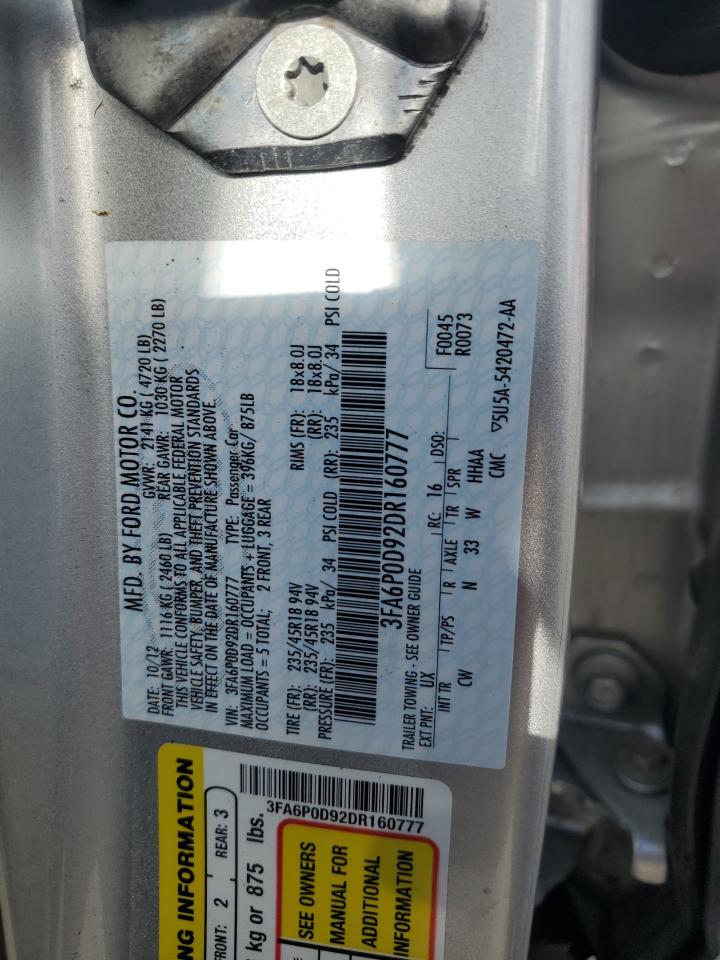 MFD. BY FORD MOTOR CO.
DATE: 10/12 GVWR: 2141 KG ( 4720 LB)
FRONT GAWR: 1116 KG ( 2460 LB) REAR GAWR: 1030 KG ( 2270 LB)
THIS VEHICLE CONFORMS TO ALL APPLICABLE FEDERAL MOTOR
VEHICLE SAFETY, BUMPER, AND THEFT PREVENTION STANDARDS
IN EFFECT ON THE DATE OF MANUFACTURE SHOWN ABOVE.
VIN: 3FA6P0D92DR160777 TYPE: Passenger Car
MAXIMUM LOAD = OCCUPANTS + LUGGAGE = 396KG/ 875LB
OCCUPANTS = 5 TOTAL; 2 FRONT, 3 REAR
TIRE (FR): 235/45R18 94V RIMS (FR): 18x8.0J
(RR): 235/45R18 94V (RR): 18x8.0J
PRESSURE (FR): 235 kPa/ 34 PSI COLD (RR): 235 kPa/ 34 PSI COLD
3FA6P0D92DR160777
TRAILER TOWING - SEE OWNER GUIDE
EXT PNT: UX RC: 16 DSO: F0045
R0073
INT TR TP/PS R AXLE TR SPR
CW N 33 W HHAA
CMC ▽5U5A-5420472-AA
NG INFORMATION
FRONT: 2 REAR: 3
kg or 875 lbs.
3FA6P0D92DR160777
SEE OWNERS
MANUAL FOR
ADDITIONAL
INFORMATION